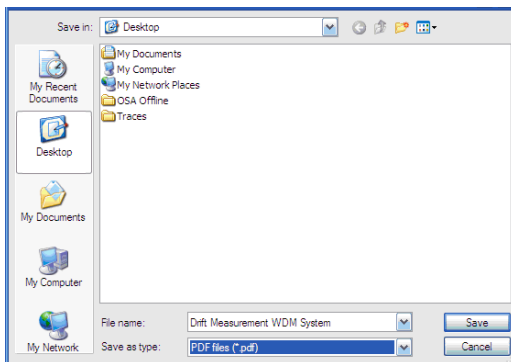 Save in: Desktop
My Recent
Documents
Desktop
My Documents
My Computer
My Network
My Documents
My Computer
My Network Places
OSA Offline
Traces
File name: Drift Measurement WDM System Save
Save as type: PDF files (*.pdf) Cancel